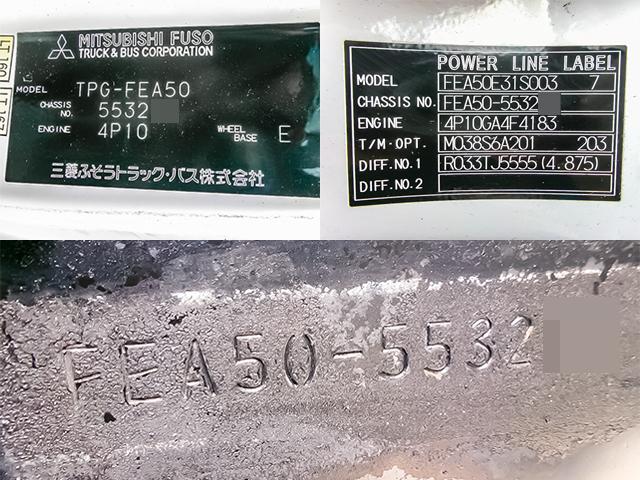 MITSUBISHI FUSO
TRUCK & BUS CORPORATION
MODEL TPG-FEA50
CHASSIS NO. 5532
ENGINE 4P10 WHEEL BASE E
三菱ふそうトラック・バス株式会社
POWER LINE LABEL
MODEL FEA50E31S003 7
CHASSIS NO. FEA50-5532
ENGINE 4P10GA4F4183
T/M・OPT. M038S6A201 203
DIFF.NO.1 R033TJ5555(4.875)
DIFF.NO.2
FEA50-5532